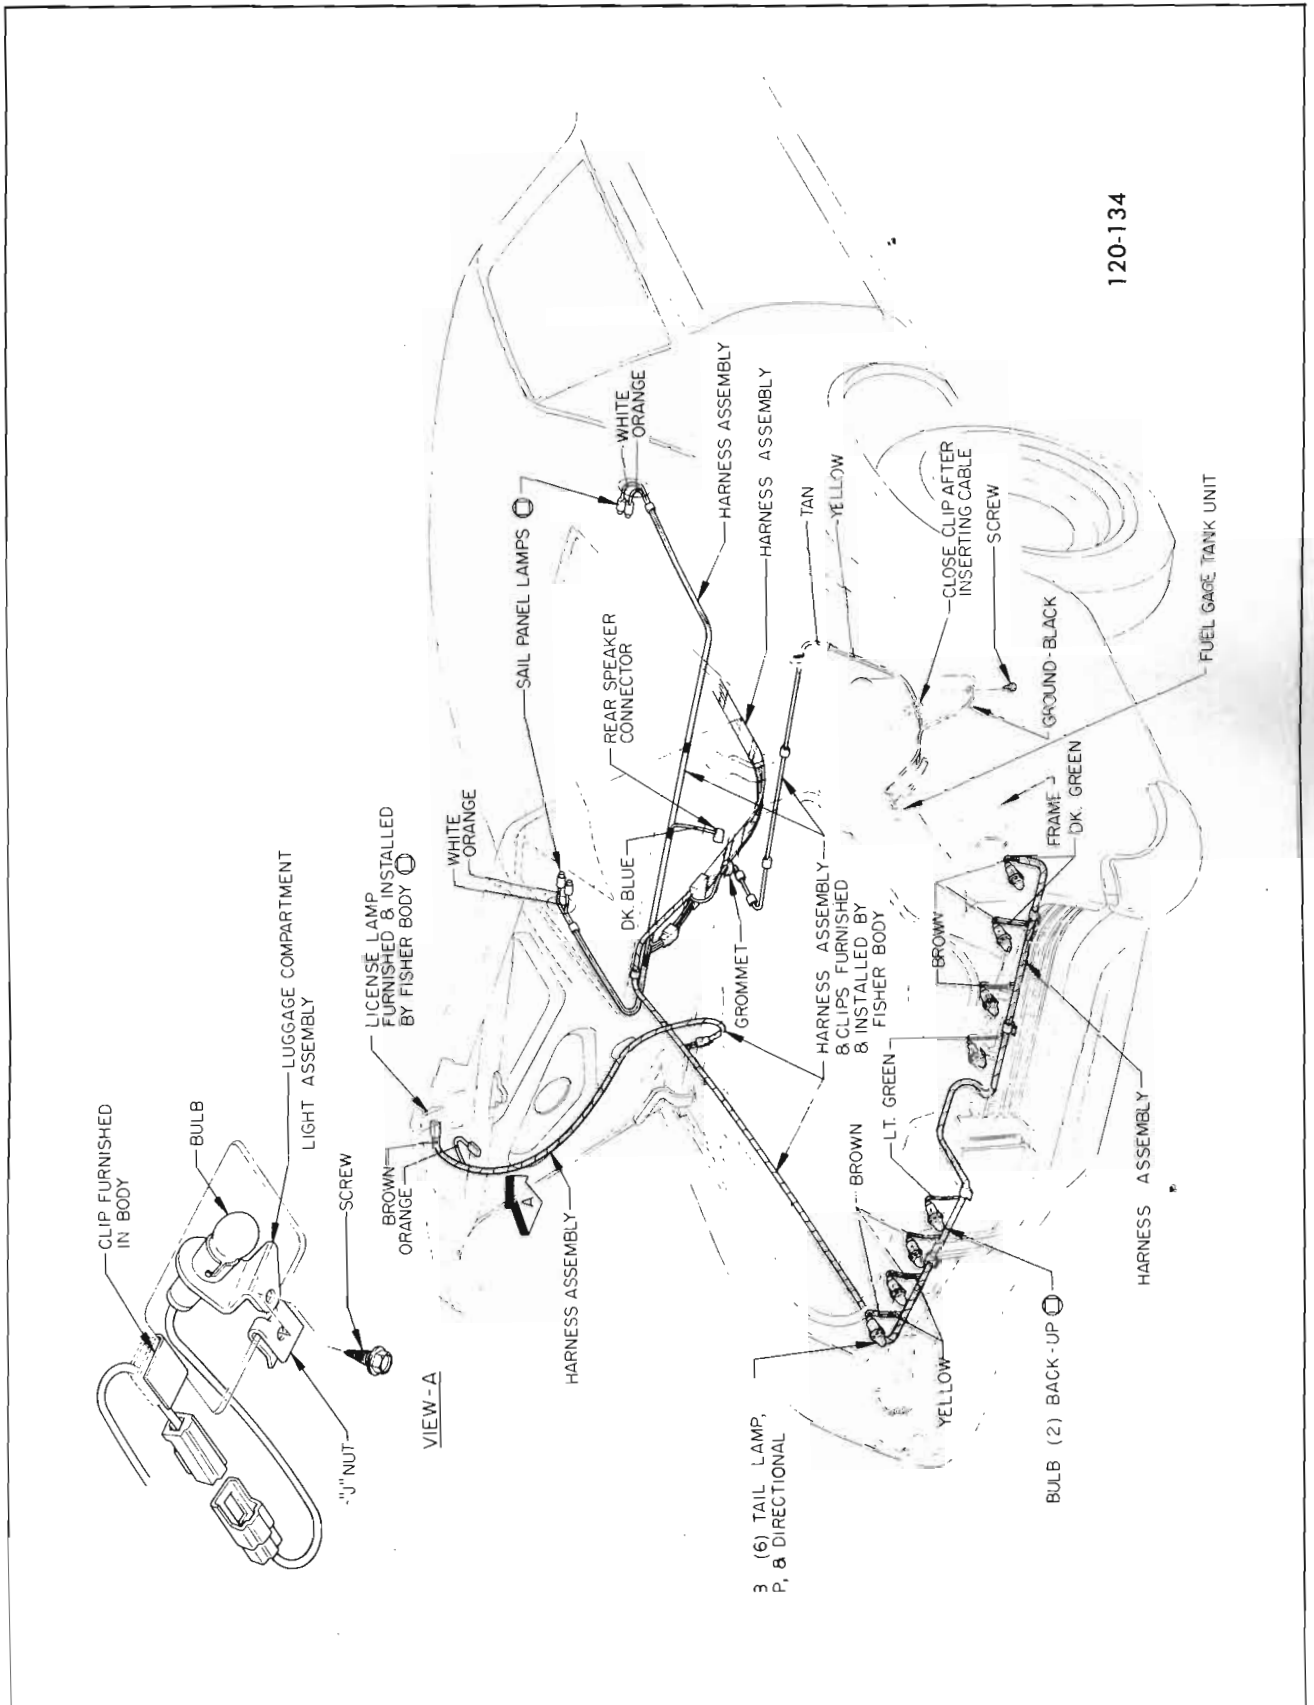 CLIP FURNISHED
IN BODY
BULB
LUGGAGE COMPARTMENT
LIGHT ASSEMBLY
SCREW
"J" NUT
VIEW-A
LICENSE LAMP
FURNISHED & INSTALLED
BY FISHER BODY
BROWN
ORANGE
A
HARNESS ASSEMBLY
WHITE
ORANGE
SAIL PANEL LAMPS
WHITE
ORANGE
REAR SPEAKER
CONNECTOR
DK BLUE
HARNESS ASSEMBLY
HARNESS ASSEMBLY
TAN
YELLOW
GROMMET
HARNESS ASSEMBLY
& CLIPS FURNISHED
& INSTALLED BY
FISHER BODY
CLOSE CLIP AFTER
INSERTING CABLE
SCREW
GROUND-BLACK
FUEL GAGE TANK UNIT
FRAME
DK. GREEN
BROWN
LT. GREEN
BROWN
YELLOW
(6) TAIL LAMP,
P, & DIRECTIONAL
BULB (2) BACK-UP
HARNESS ASSEMBLY
120-134